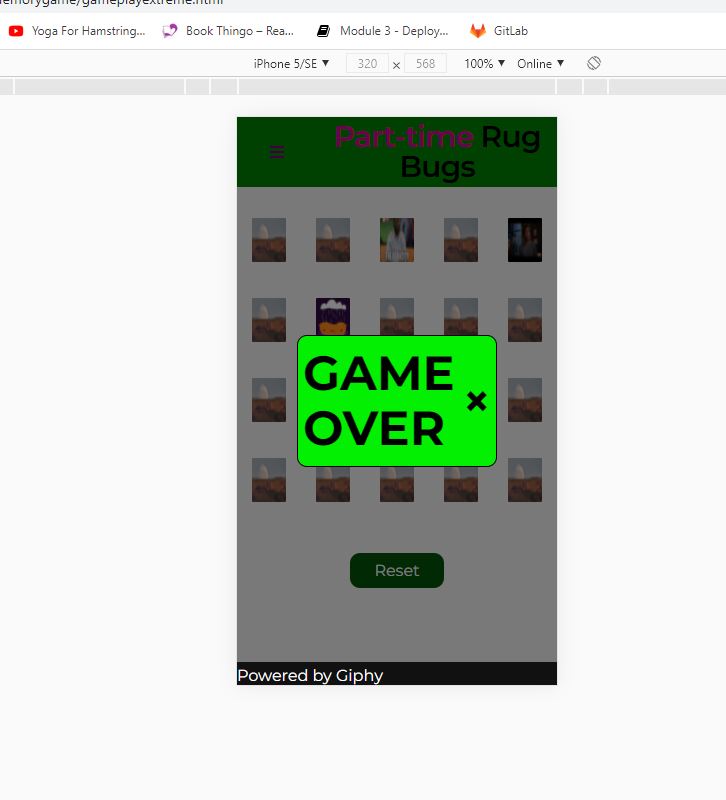 emorygame/gameplayextreme.html
Yoga For Hamstring... Book Thingo – Rea... Module 3 - Deploy... GitLab
iPhone 5/SE ▼ 320 × 568 100% ▼ Online ▼
Part-time Rug
Bugs
GAME
OVER ×
Reset
Powered by Giphy